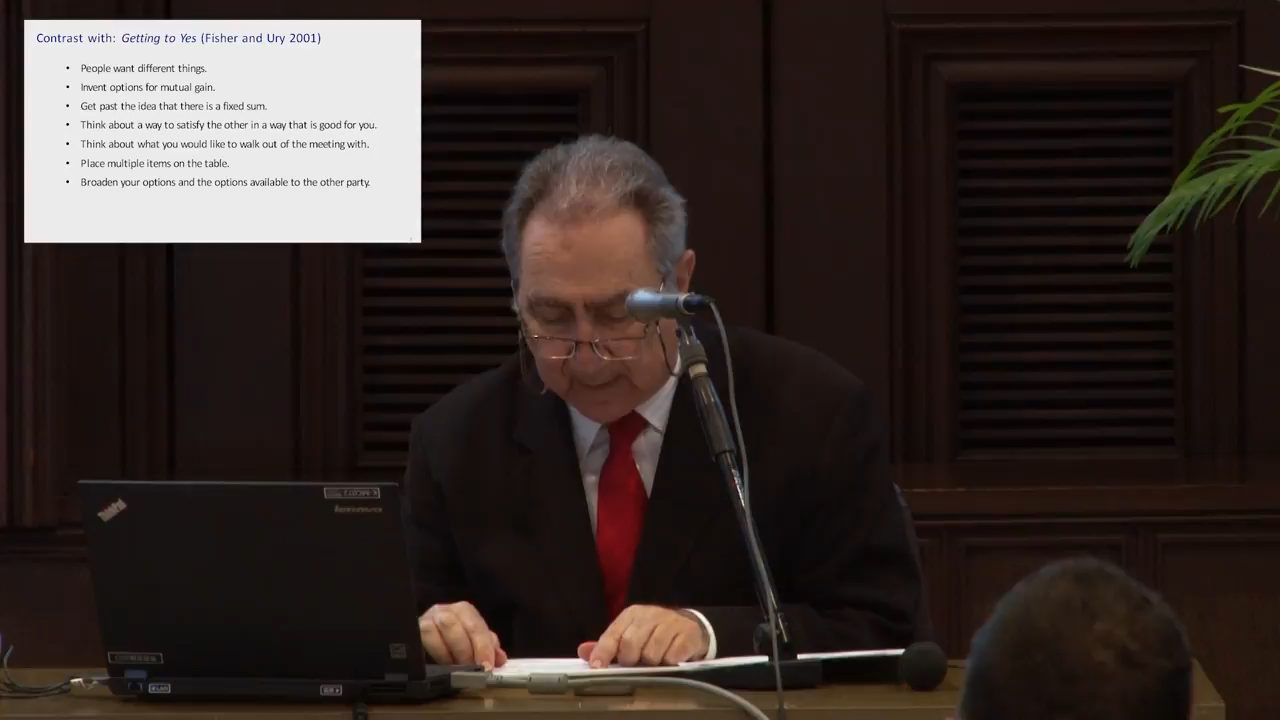 Contrast with: Getting to Yes (Fisher and Ury 2001)
• People want different things.
• Invent options for mutual gain.
• Get past the idea that there is a fixed sum.
• Think about a way to satisfy the other in a way that is good for you.
• Think about what you would like to walk out of the meeting with.
• Place multiple items on the table.
• Broaden your options and the options available to the other party.
ThinkPad